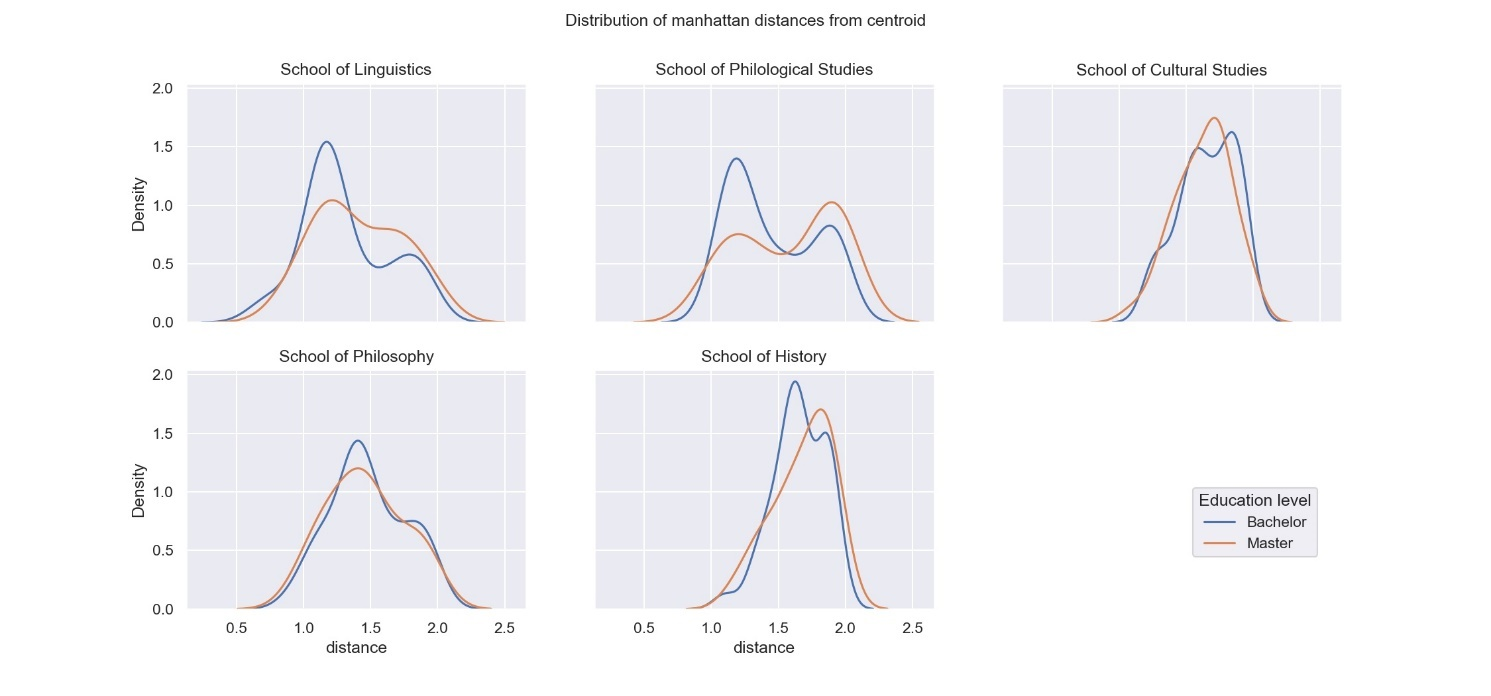 Distribution of manhattan distances from centroid
School of Linguistics
School of Philological Studies
School of Cultural Studies
2.0
1.5
1.0
0.5
0.0
Density
School of Philosophy
School of History
2.0
1.5
1.0
0.5
0.0
Density
0.5 1.0 1.5 2.0 2.5
distance
0.5 1.0 1.5 2.0 2.5
distance
Education level
Bachelor
Master